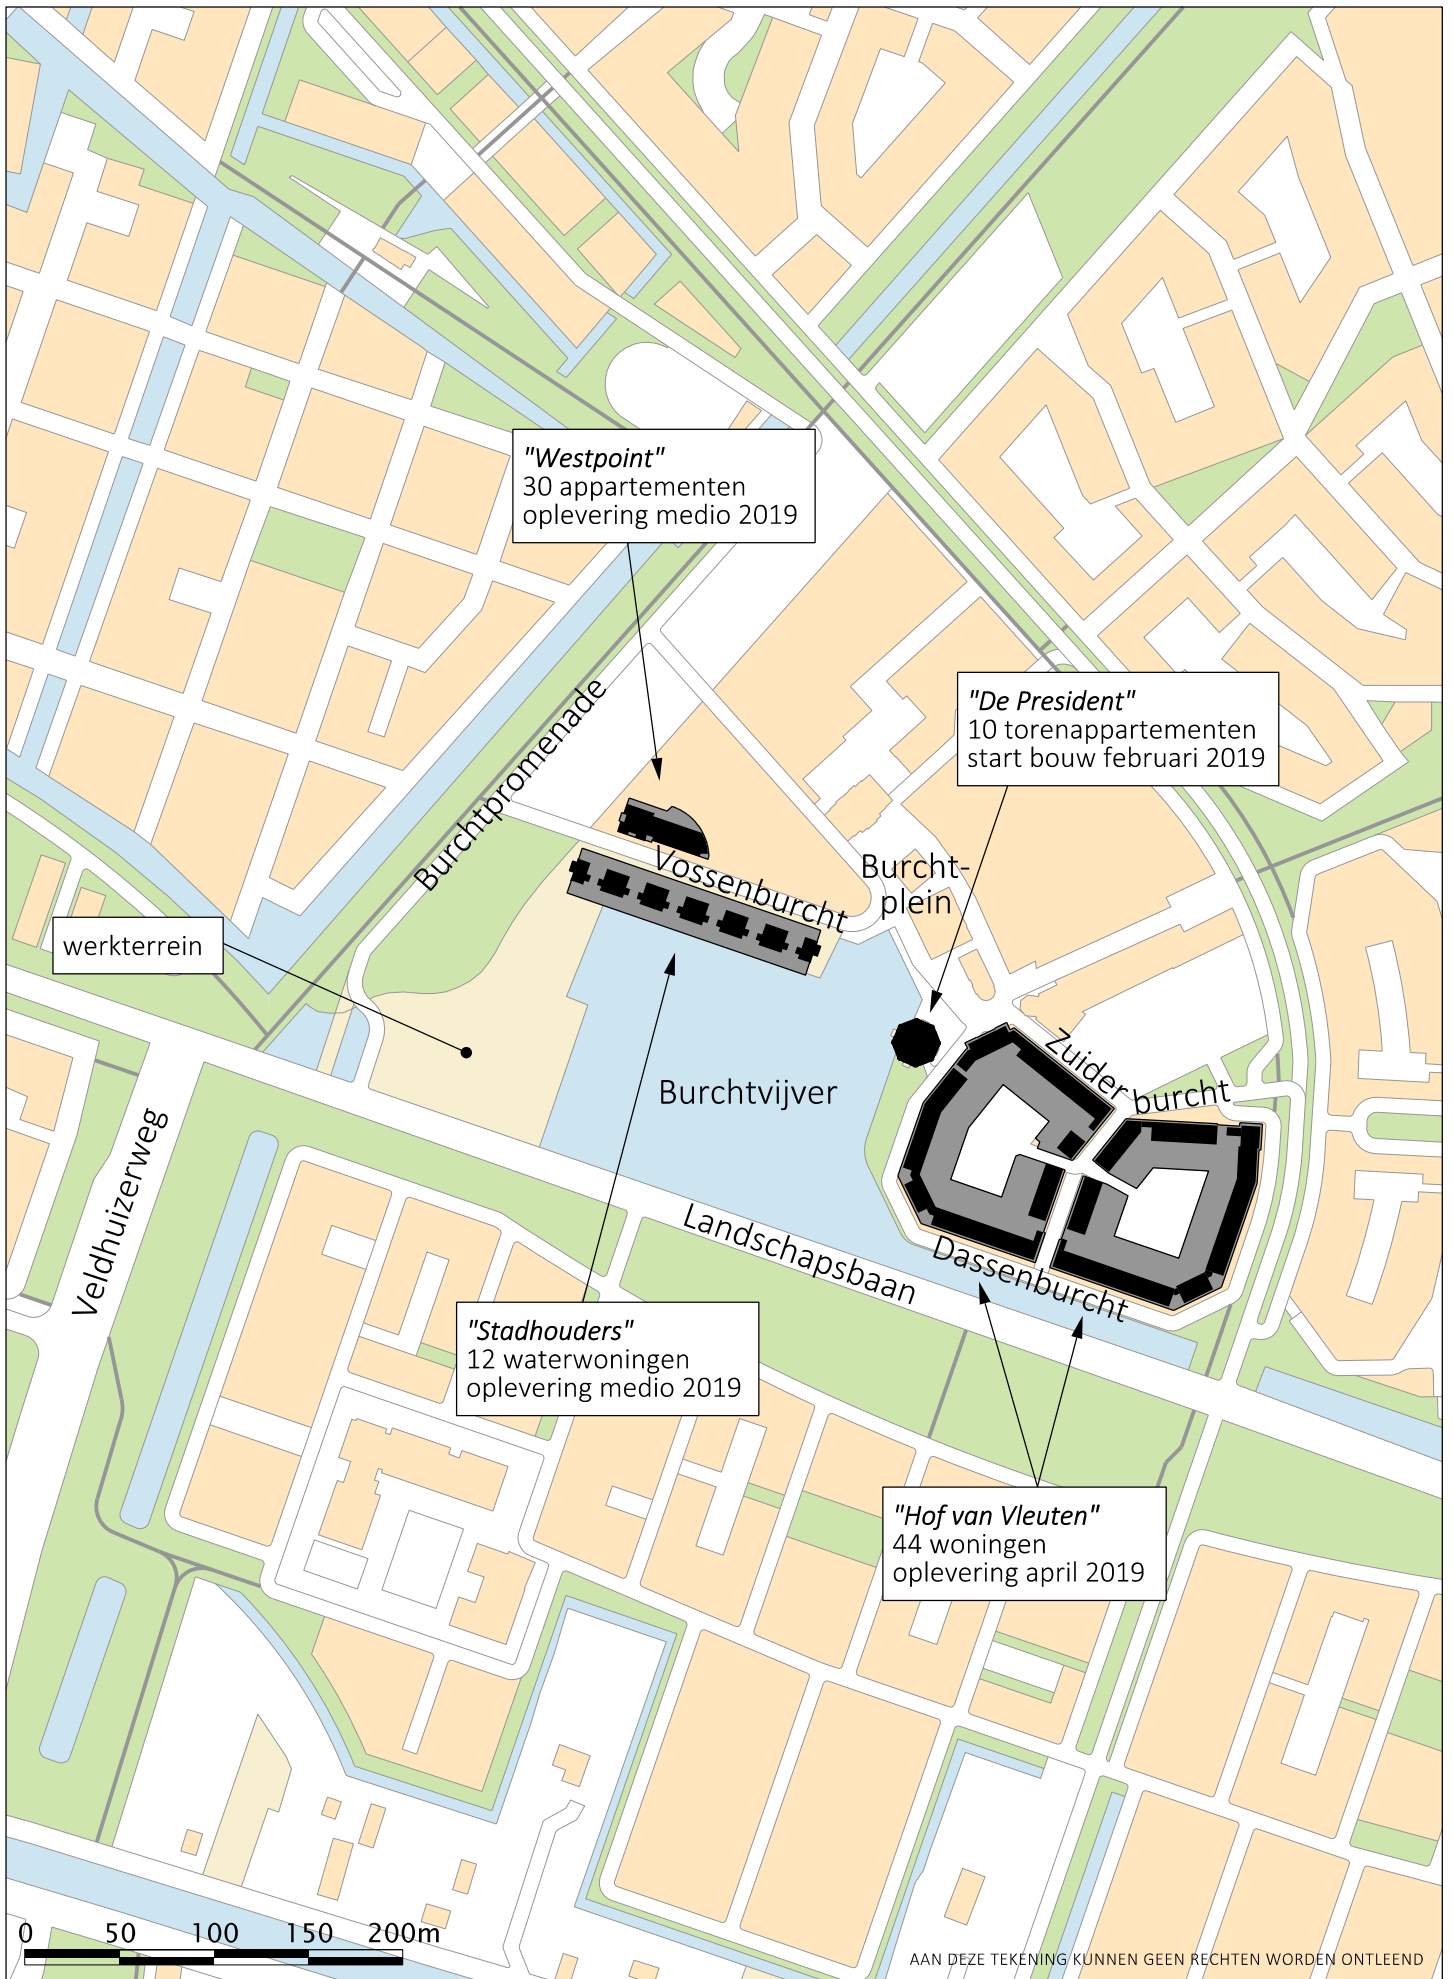 "Westpoint"
30 appartementen
oplevering medio 2019
Burchtpromenade
"De President"
10 torenappartementen
start bouw februari 2019
Vossenburcht
Burcht-
plein
werkterrein
Burchtvijver
Zuider
burcht
Veldhuizerweg
Landschapsbaan
Dassenburcht
"Stadhouders"
12 waterwoningen
oplevering medio 2019
"Hof van Vleuten"
44 woningen
oplevering april 2019
0 50 100 150 200m
AAN DEZE TEKENING KUNNEN GEEN RECHTEN WORDEN ONTLEEND